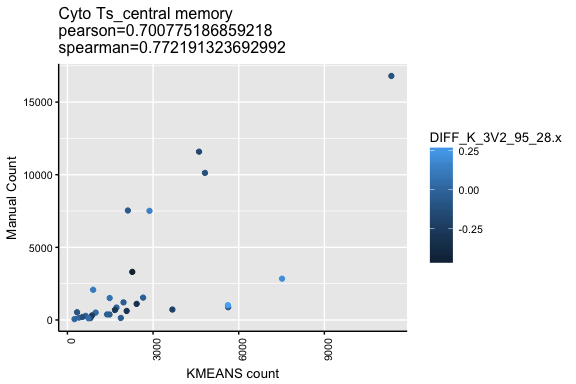 Cyto Ts_central memory
pearson=0.700775186859218
spearman=0.772191323692992
15000
10000
5000
0
Manual Count
0
3000
6000
9000
KMEANS count
DIFF_K_3V2_95_28.x
0.25
0.00
-0.25